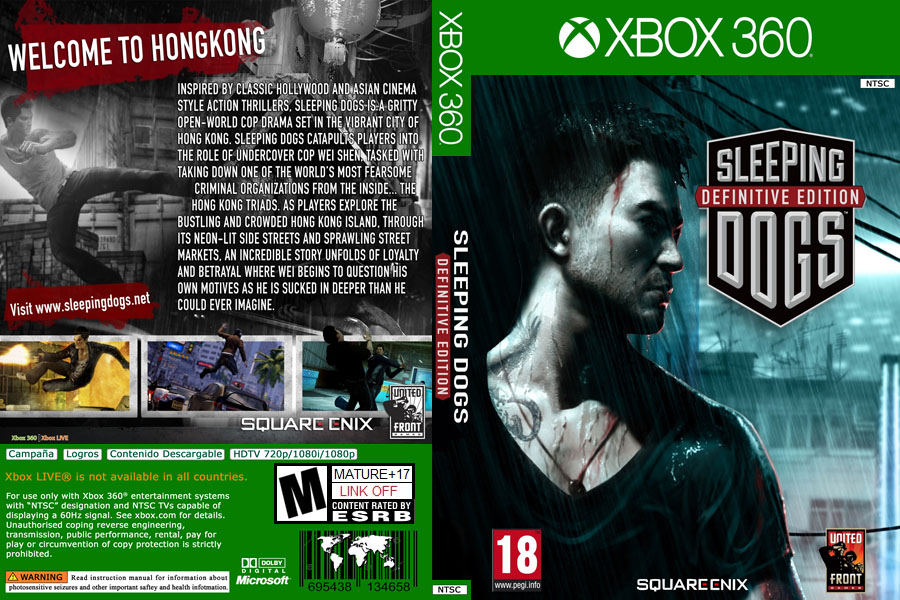 WELCOME TO HONGKONG
INSPIRED BY CLASSIC HOLLYWOOD AND ASIAN CINEMA
STYLE ACTION THRILLERS, SLEEPING DOGS IS A GRITTY
OPEN-WORLD COP DRAMA SET IN THE VIBRANT CITY OF
HONG KONG. SLEEPING DOGS CATAPULTS PLAYERS INTO
THE ROLE OF UNDERCOVER COP WEI SHEN, TASKED WITH
TAKING DOWN ONE OF THE WORLD'S MOST FEARSOME
CRIMINAL ORGANIZATIONS FROM THE INSIDE... THE
HONG KONG TRIADS. AS PLAYERS EXPLORE THE
BUSTLING AND CROWDED HONG KONG ISLAND, THROUGH
ITS NEON-LIT SIDE STREETS AND SPRAWLING STREET
MARKETS, AN INCREDIBLE STORY UNFOLDS OF LOYALTY
AND BETRAYAL WHERE WEI BEGINS TO QUESTION HIS
OWN MOTIVES AS HE IS SUCKED IN DEEPER THAN HE
COULD EVER IMAGINE.
Visit www.sleepingdogs.net
SQUARE ENIX
UNITED
FRONT
GAMES
Xbox 360 | Xbox LIVE
Campaña Logros Contenido Descargable HDTV 720p/1080i/1080p
Xbox LIVE® is not available in all countries.
For use only with Xbox 360® entertainment systems
with “NTSC” designation and NTSC TVs capable of
displaying a 60Hz signal. See xbox.com for details.
Unauthorised coping reverse engineering,
transmission, public performance, rental, pay for
play or circumvention of copy protection is strictly
prohibited.
WARNING Read instruction manual for information about
photosensitive seizures and other important saftey and health infotmation.
DOLBY
DIGITAL
Microsoft
M
MATURE+17
LINK OFF
CONTENT RATED BY
ESRB
695438 134658
XBOX 360
SLEEPING DOGS
DEFINITIVE EDITION
NTSC
XBOX 360
NTSC
SLEEPING
DEFINITIVE EDITION
DOGS™
18
www.pegi.info
SQUARE ENIX
UNITED
FRONT
GAMES